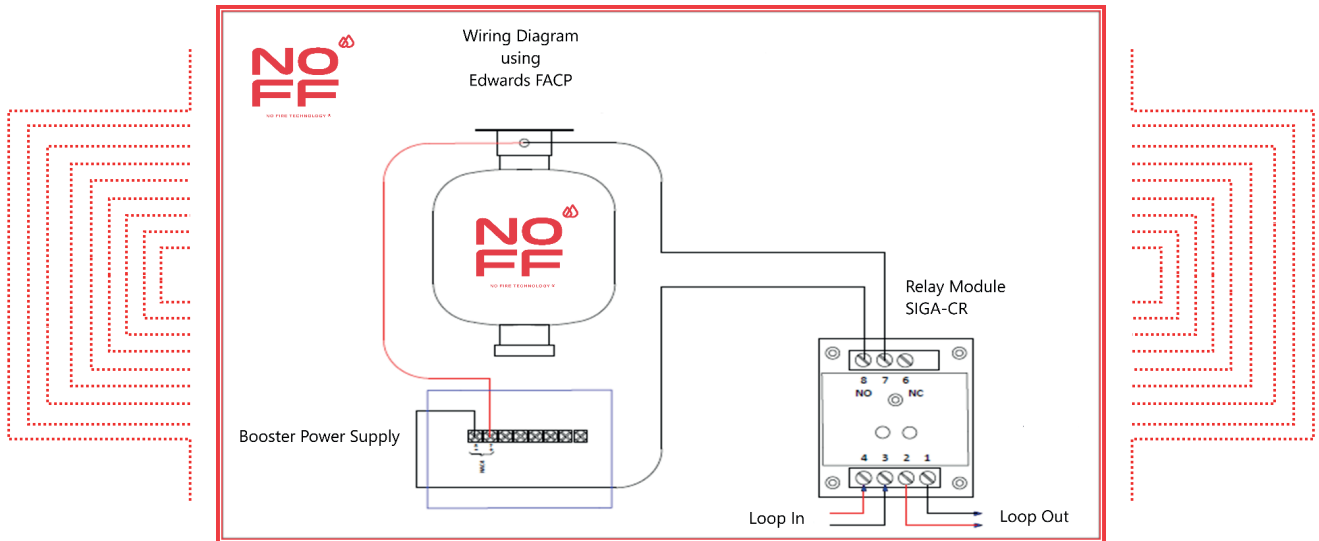 NO
FF
NO FIRE TECHNOLOGY
Wiring Diagram
using
Edwards FACP
NO
FF
NO FIRE TECHNOLOGY
Relay Module
SIGA-CR
8 7 6
NO NC
4 3 2 1
Booster Power Supply
Loop In
Loop Out